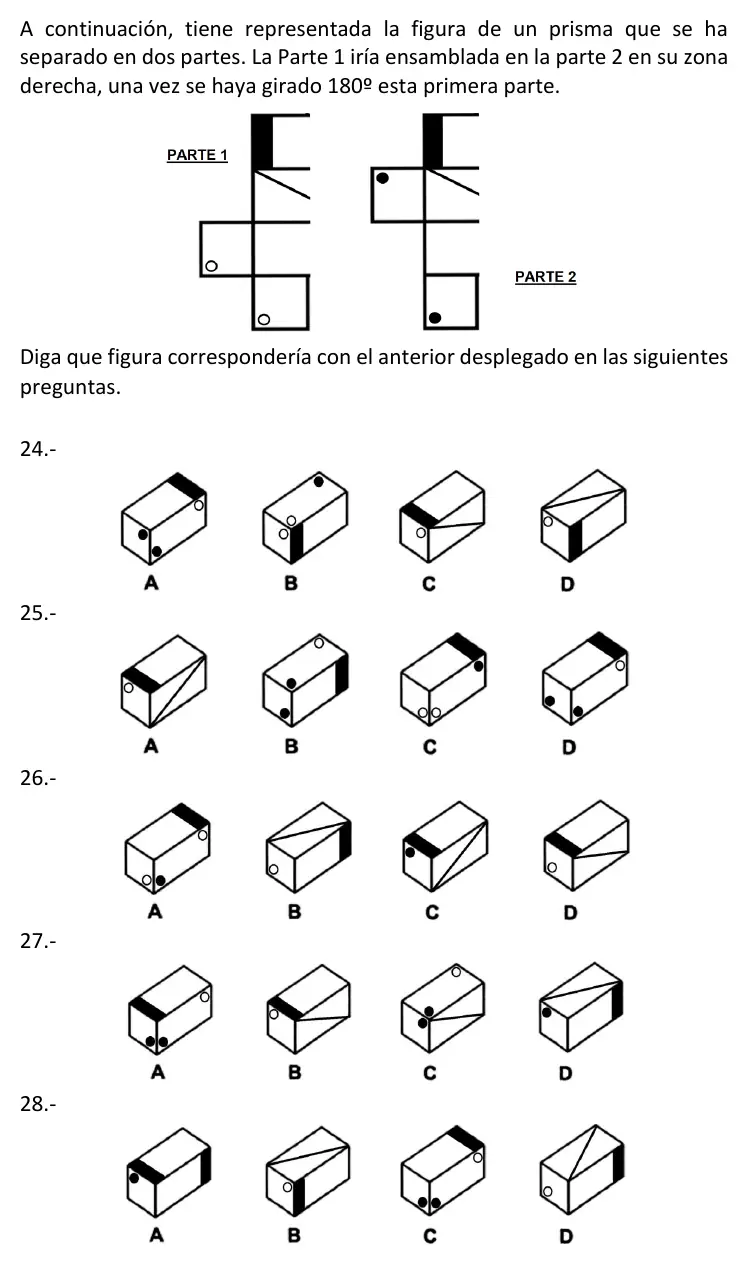 A continuación, tiene representada la figura de un prisma que se ha
separado en dos partes. La Parte 1 iría ensamblada en la parte 2 en su zona
derecha, una vez se haya girado 180º esta primera parte.
PARTE 1
PARTE 2
Diga que figura correspondería con el anterior desplegado en las siguientes
preguntas.
24.-
A B C D
25.-
A B C D
26.-
A B C D
27.-
A B C D
28.-
A B C D